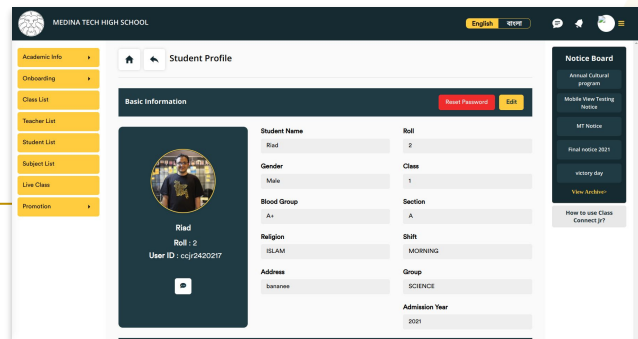 MEDINA TECH HIGH SCHOOL
English বাংলা
Academic Info
Onboarding
Class List
Teacher List
Student List
Subject List
Live Class
Promotion
Student Profile
Basic Information
Reset Password
Edit
Riad
Roll : 2
User ID : ccjr2420217
Student Name
Riad
Gender
Male
Blood Group
A+
Religion
ISLAM
Address
bananee
Roll
2
Class
1
Section
A
Shift
MORNING
Group
SCIENCE
Admission Year
2021
Notice Board
Annual Cultural
program
Mobile View Testing
Notice
MT Notice
Final notice 2021
victory day
View Archive>
How to use Class
Connect jr?